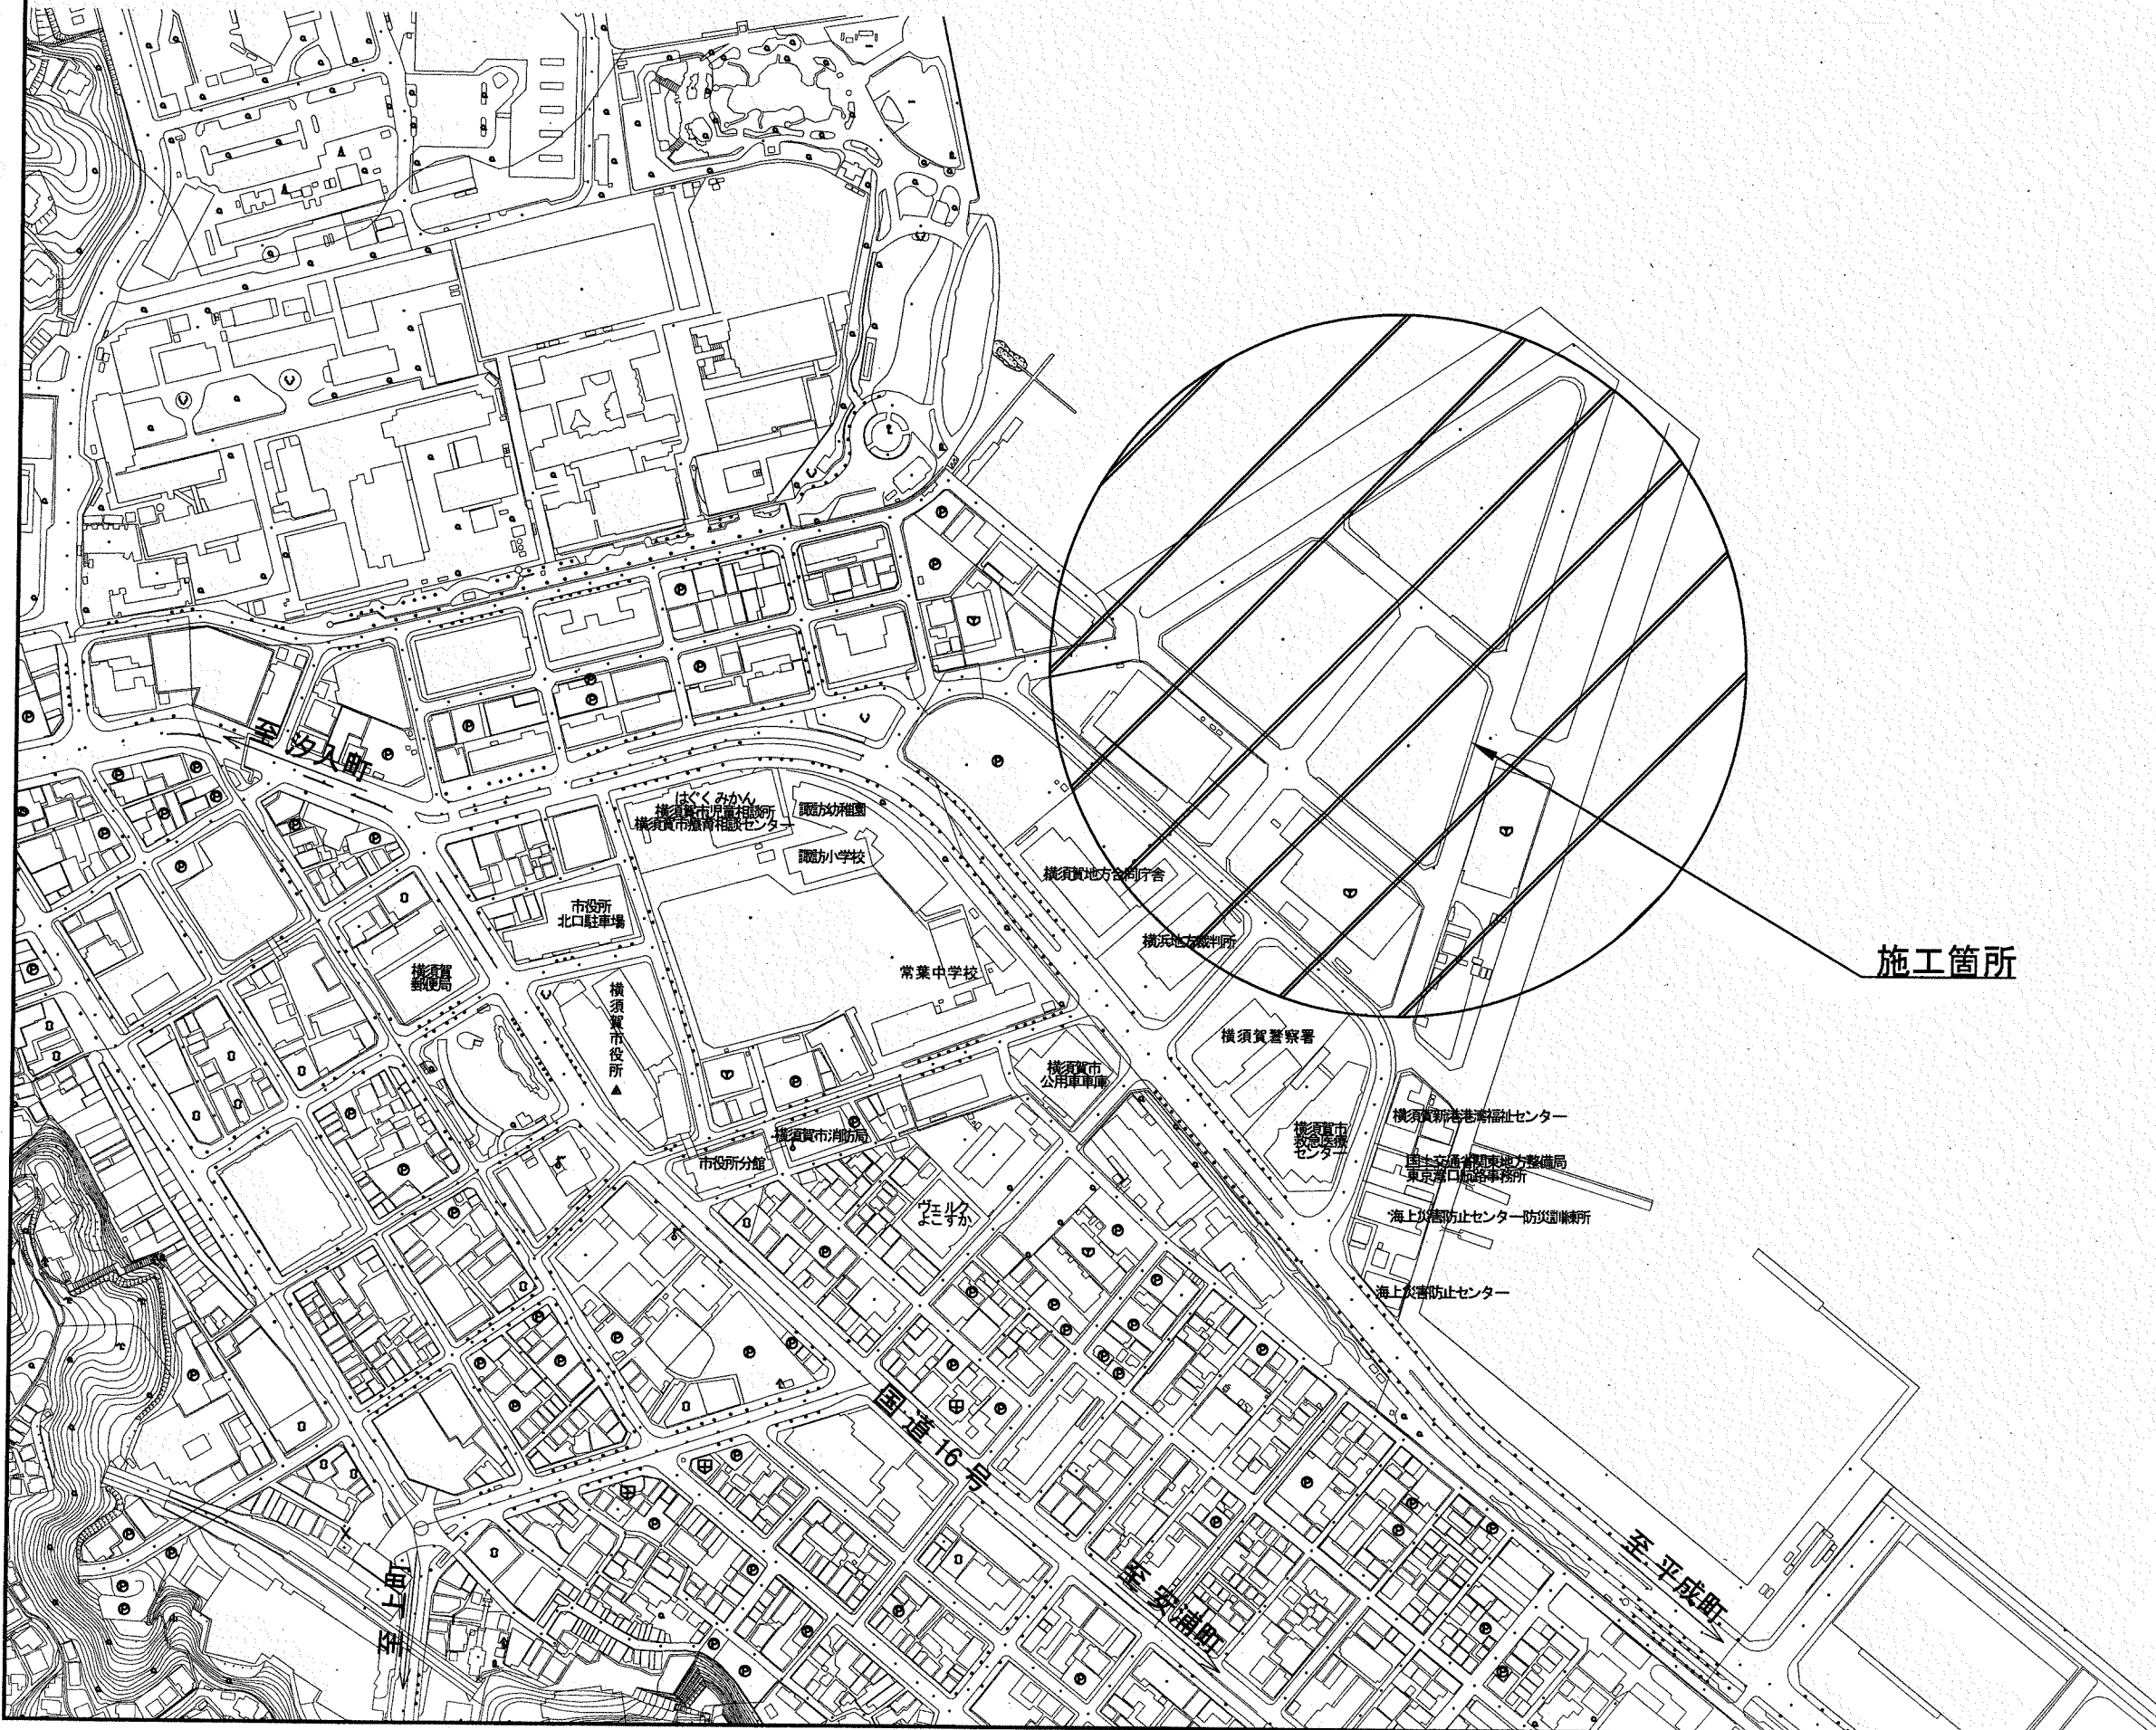 至 汐入町
はぐくみかん
横須賀市児童相談所
横須賀市療育相談センター
諏訪幼稚園
諏訪小学校
横須賀地方合同庁舎
市役所
北口駐車場
横浜地方裁判所
施工箇所
横須賀
郵便局
常葉中学校
横須賀市役所
横須賀警察署
横須賀市
公用車車庫
横須賀新港港湾福祉センター
横須賀市消防局
横須賀市
救急医療
センター
市役所分館
国土交通省関東地方整備局
東京湾口航路事務所
ヴェルク
よこすか
海上災害防止センター防災訓練所
海上災害防止センター
国道16号
至 上町
至 安浦町
至 平成町